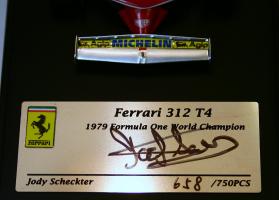 MICHELIN
Ferrari 312 T4
1979 Formula One World Champion
Ferrari
Jody Scheckter 658 /750PCS